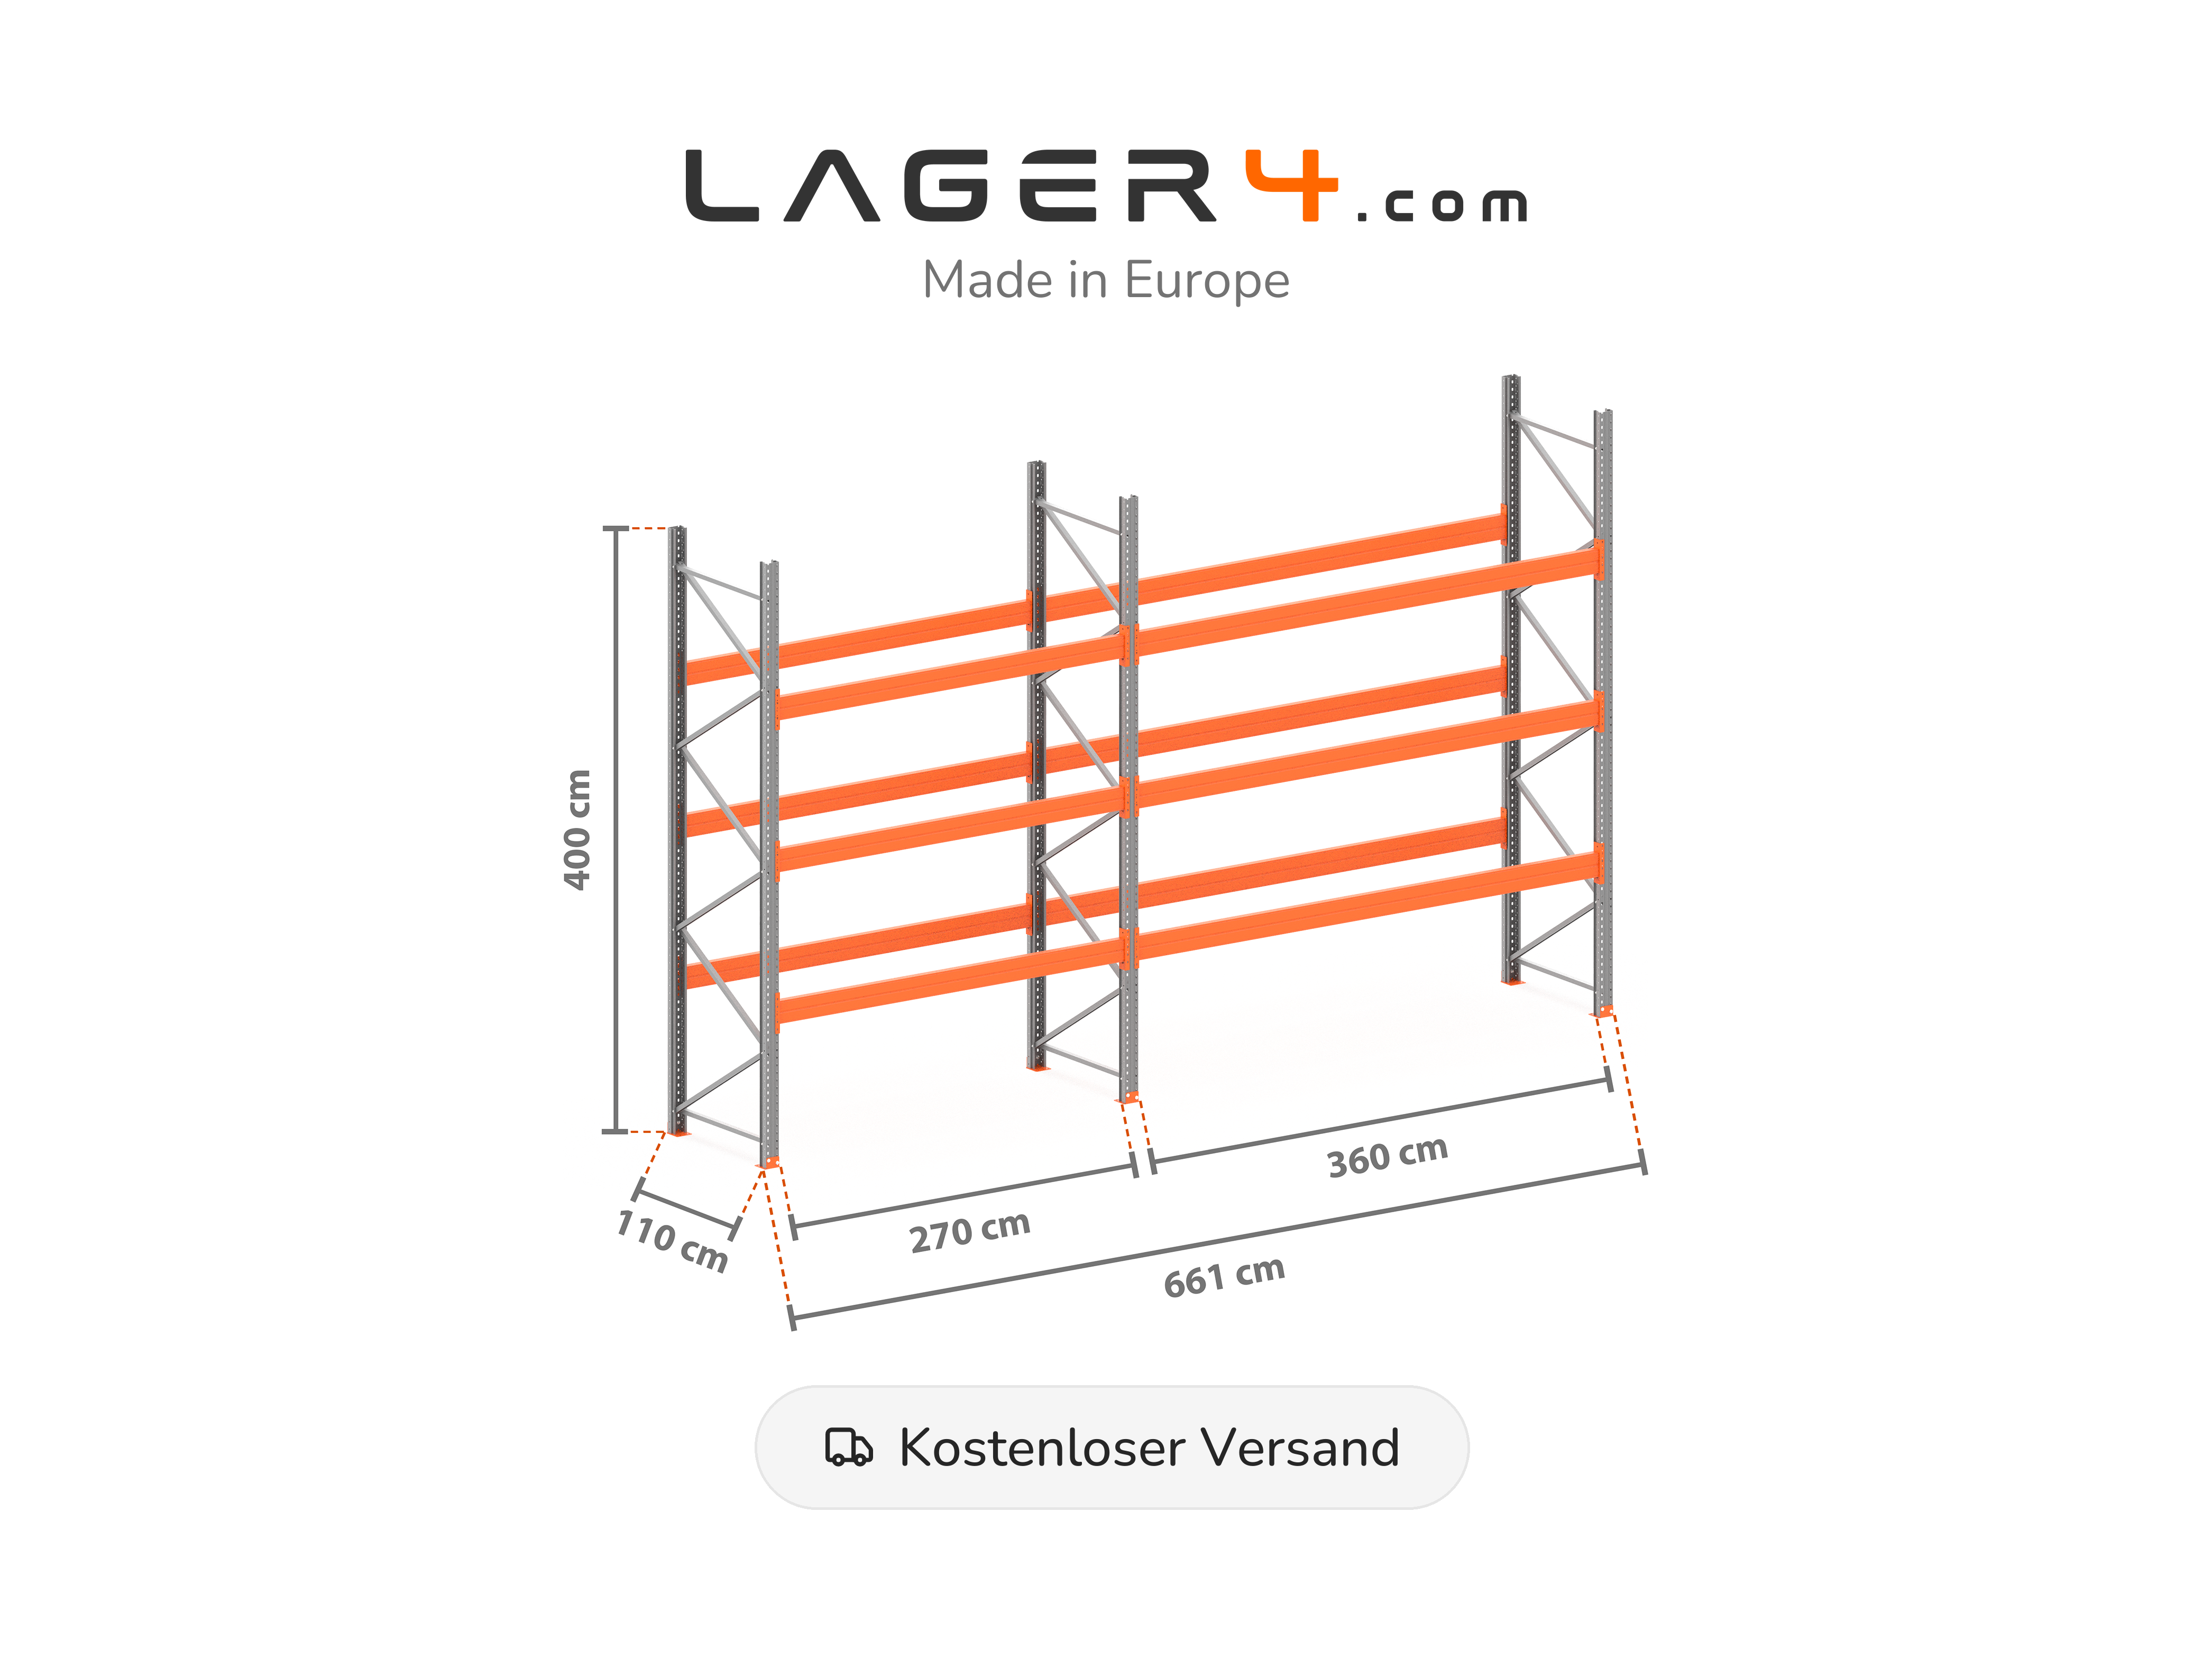 LAGER4.com
Made in Europe
400 cm
110 cm
270 cm
360 cm
661 cm
Kostenloser Versand